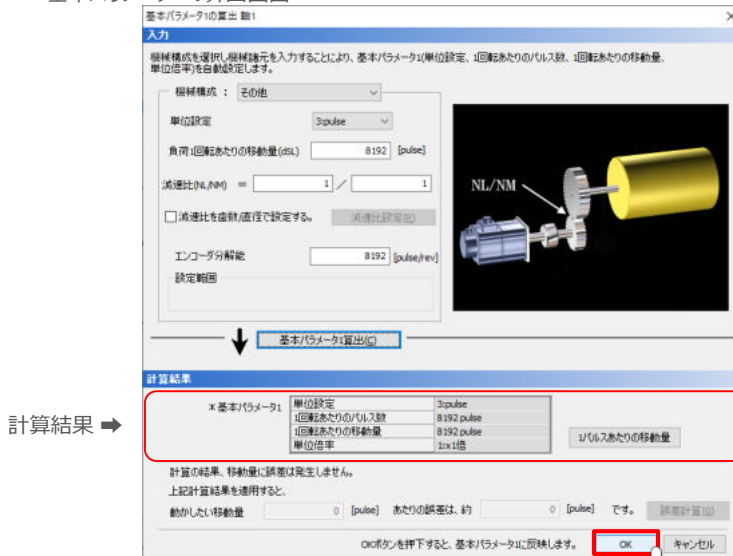 基本パラメータ1の算出 軸1
入力
機械構成を選択し機械諸元を入力することにより、基本パラメータ1(単位設定、1回転あたりのパルス数、1回転あたりの移動量、
単位倍率)を自動設定します。
機械構成 : その他
単位設定 3:pulse
負荷1回転あたりの移動量(ΔSL) 8192 [pulse]
減速比(NL/NM) = 1 / 1
NL/NM
減速比を歯数/直径で設定する。 減速比設定(R)
エンコーダ分解能 8192 [pulse/rev]
設定範囲
基本パラメータ1算出(C)
計算結果
計算結果 ➡
*基本パラメータ1
単位設定 3:pulse
1回転あたりのパルス数 8192 pulse
1回転あたりの移動量 8192 pulse
単位倍率 1:x1倍
1パルスあたりの移動量
計算の結果、移動量に誤差は発生しません。
上記計算結果を適用すると、
動かしたい移動量 0 [pulse] あたりの誤差は、約 0 [pulse] です。 誤差計算(G)
OKボタンを押下すると、基本パラメータ1に反映します。 OK キャンセル